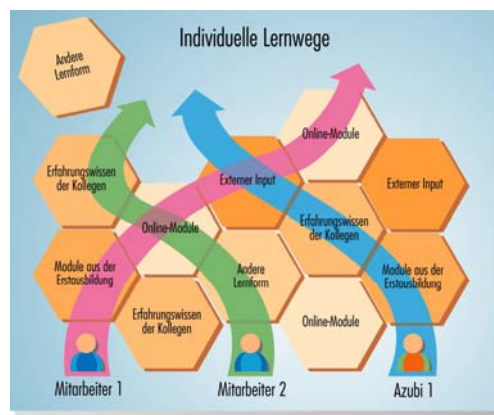 Individuelle Lernwege
Andere
Lernform
Online-Module
Erfahrungswissen
der Kollegen
Externer Input
Externer Input
Online-Module
Erfahrungswissen
der Kollegen
Module aus der
Erstausbildung
Andere
Lernform
Module aus der
Erstausbildung
Erfahrungswissen
der Kollegen
Online-Module
Mitarbeiter 1
Mitarbeiter 2
Azubi 1